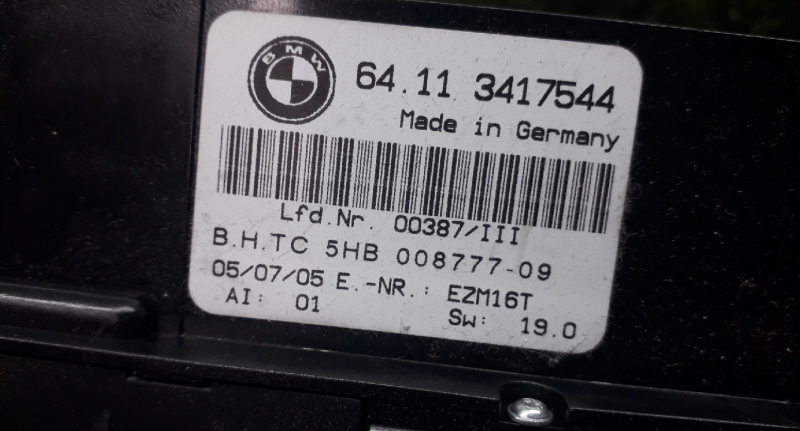 BMW
64.11 3417544
Made in Germany
Lfd.Nr. 00387/III
B.H.TC 5HB 008777-09
05/07/05 E.-NR.: EZM16T
AI: 01 SW: 19.0